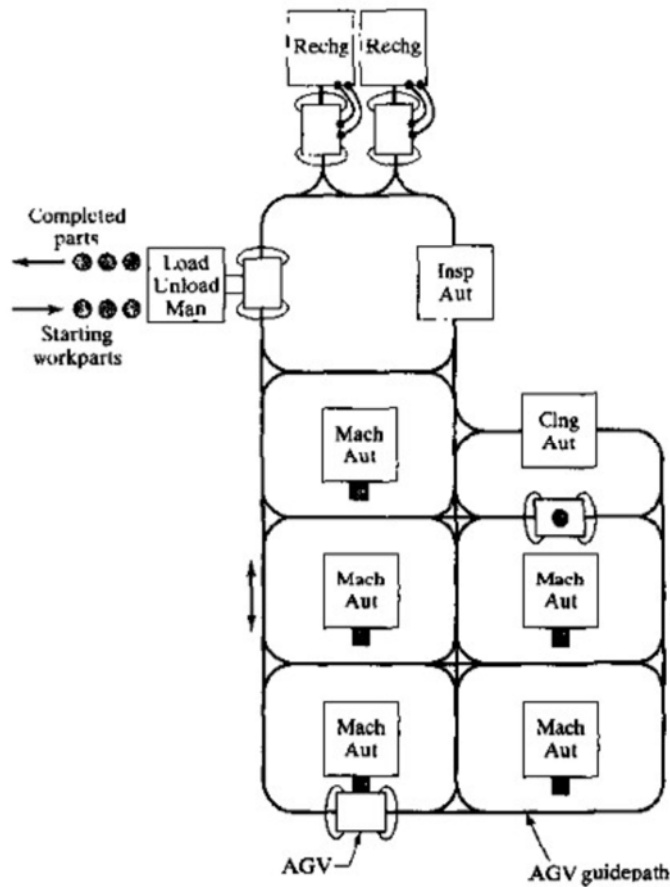 Rechg
Rechg
Completed
parts
Load
Unload
Man
Starting
workparts
Insp
Aut
Clng
Aut
Mach
Aut
Mach
Aut
Mach
Aut
Mach
Aut
Mach
Aut
AGV
AGV guidepath